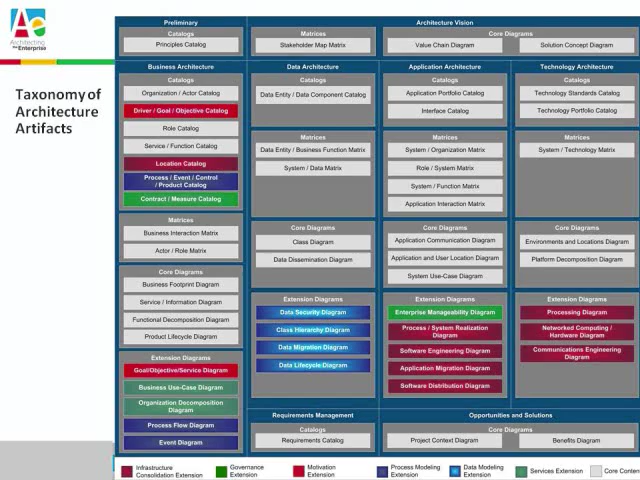 Ae
Architecting
the Enterprise
Taxonomy of
Architecture
Artifacts
Preliminary
Architecture Vision
Catalogs
Principles Catalog
Matrices
Stakeholder Map Matrix
Core Diagrams
Value Chain Diagram
Solution Concept Diagram
Business Architecture
Catalogs
Organization / Actor Catalog
Driver / Goal / Objective Catalog
Role Catalog
Service / Function Catalog
Location Catalog
Process / Event / Control
/ Product Catalog
Contract / Measure Catalog
Matrices
Business Interaction Matrix
Actor / Role Matrix
Core Diagrams
Business Footprint Diagram
Service / Information Diagram
Functional Decomposition Diagram
Product Lifecycle Diagram
Extension Diagrams
Goal/Objective/Service Diagram
Business Use-Case Diagram
Organization Decomposition
Diagram
Process Flow Diagram
Event Diagram
Data Architecture
Catalogs
Data Entity / Data Component Catalog
Matrices
Data Entity / Business Function Matrix
System / Data Matrix
Core Diagrams
Class Diagram
Data Dissemination Diagram
Extension Diagrams
Data Security Diagram
Class Hierarchy Diagram
Data Migration Diagram
Data Lifecycle Diagram
Application Architecture
Catalogs
Application Portfolio Catalog
Interface Catalog
Matrices
System / Organization Matrix
Role / System Matrix
System / Function Matrix
Application Interaction Matrix
Core Diagrams
Application Communication Diagram
Application and User Location Diagram
System Use-Case Diagram
Extension Diagrams
Enterprise Manageability Diagram
Process / System Realization
Diagram
Software Engineering Diagram
Application Migration Diagram
Software Distribution Diagram
Technology Architecture
Catalogs
Technology Standards Catalog
Technology Portfolio Catalog
Matrices
System / Technology Matrix
Core Diagrams
Environments and Locations Diagram
Platform Decomposition Diagram
Extension Diagrams
Processing Diagram
Networked Computing /
Hardware Diagram
Communications Engineering
Diagram
Requirements Management
Catalogs
Requirements Catalog
Opportunities and Solutions
Core Diagrams
Project Context Diagram
Benefits Diagram
Infrastructure
Consolidation Extension
Governance
Extension
Motivation
Extension
Process Modeling
Extension
Data Modeling
Extension
Services Extension
Core Conten